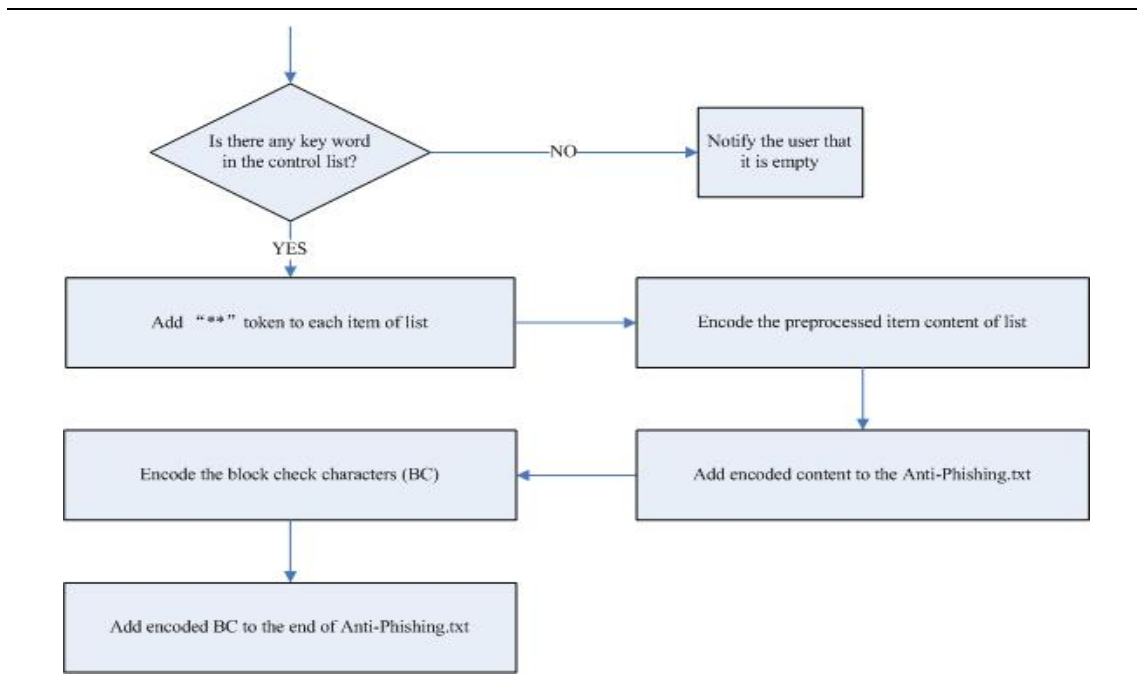 Is there any key word
in the control list?
NO
Notify the user that
it is empty
YES
Add “**” token to each item of list
Encode the preprocessed item content of list
Encode the block check characters (BC)
Add encoded content to the Anti-Phishing.txt
Add encoded BC to the end of Anti-Phishing.txt